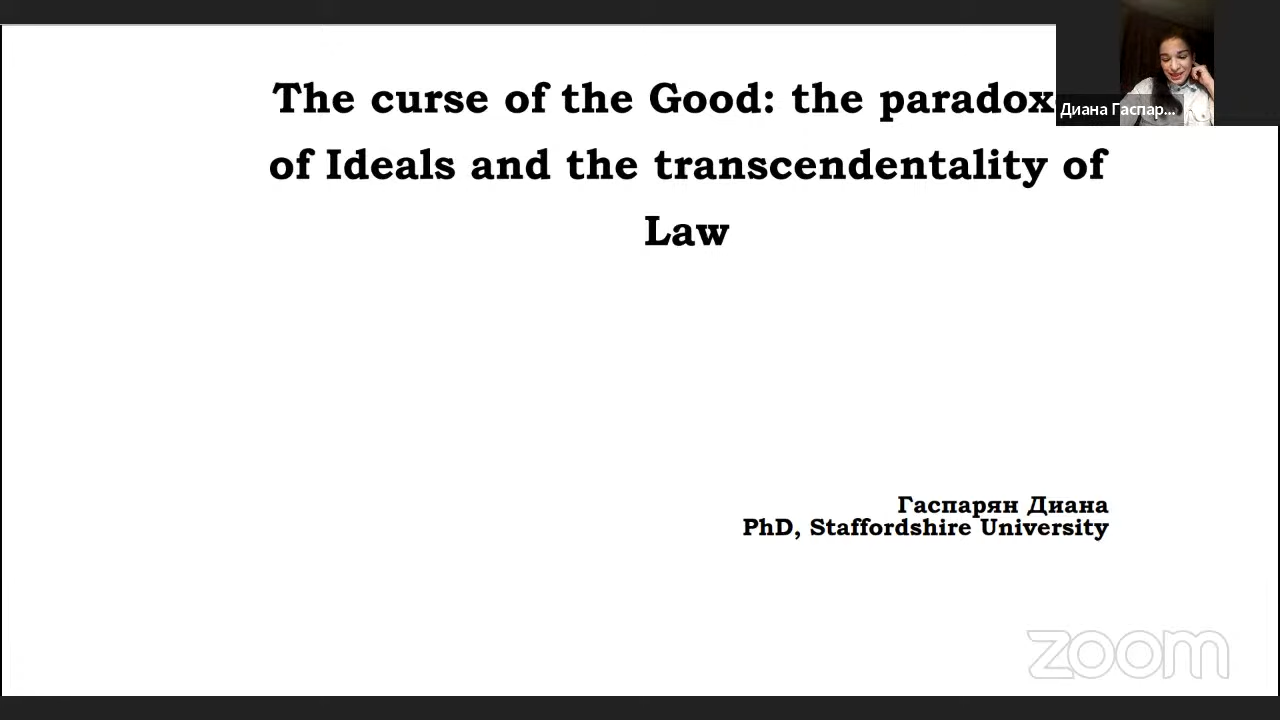 The curse of the Good: the paradox
of Ideals and the transcendentality of
Law
Диана Гаспар...
Гаспарян Диана
PhD, Staffordshire University
zoom